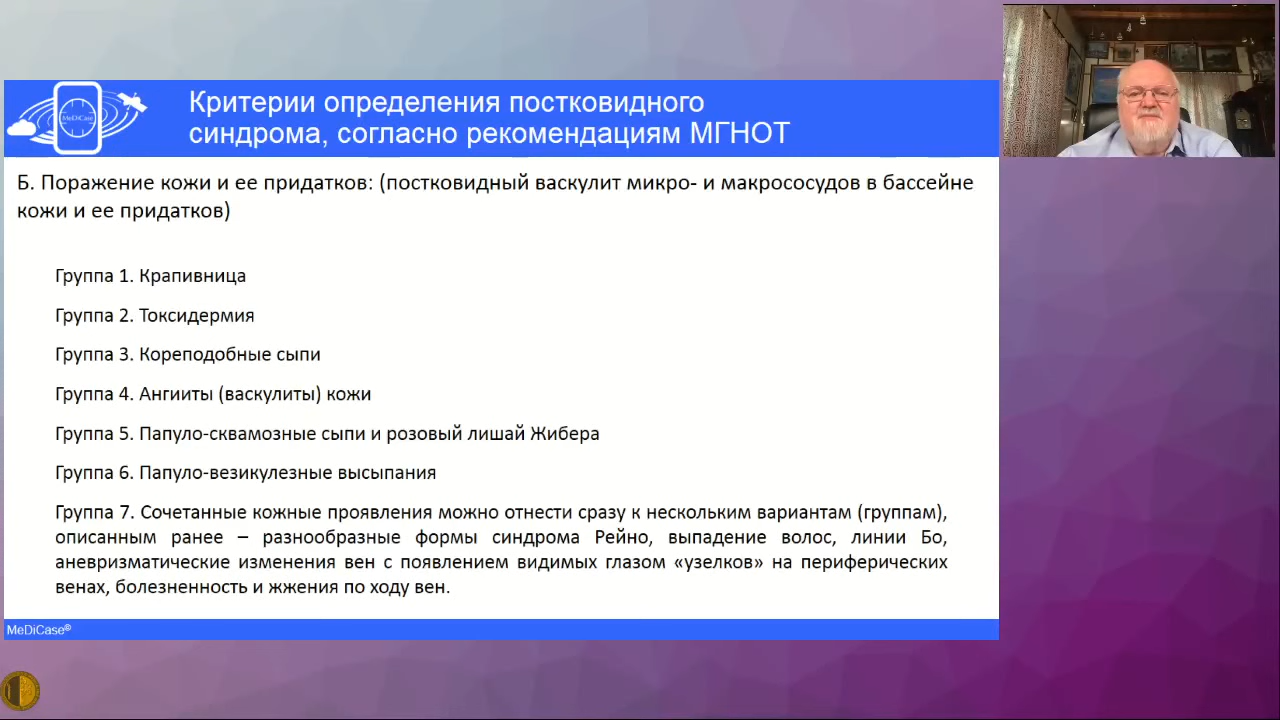 MeDiCase
Критерии определения постковидного
синдрома, согласно рекомендациям МГНОТ
Б. Поражение кожи и ее придатков: (постковидный васкулит микро- и макрососудов в бассейне
кожи и ее придатков)
Группа 1. Крапивница
Группа 2. Токсидермия
Группа 3. Кореподобные сыпи
Группа 4. Ангииты (васкулиты) кожи
Группа 5. Папуло-сквамозные сыпи и розовый лишай Жибера
Группа 6. Папуло-везикулезные высыпания
Группа 7. Сочетанные кожные проявления можно отнести сразу к нескольким вариантам (группам),
описанным ранее – разнообразные формы синдрома Рейно, выпадение волос, линии Бо,
аневризматические изменения вен с появлением видимых глазом «узелков» на периферических
венах, болезненность и жжения по ходу вен.
MeDiCase®